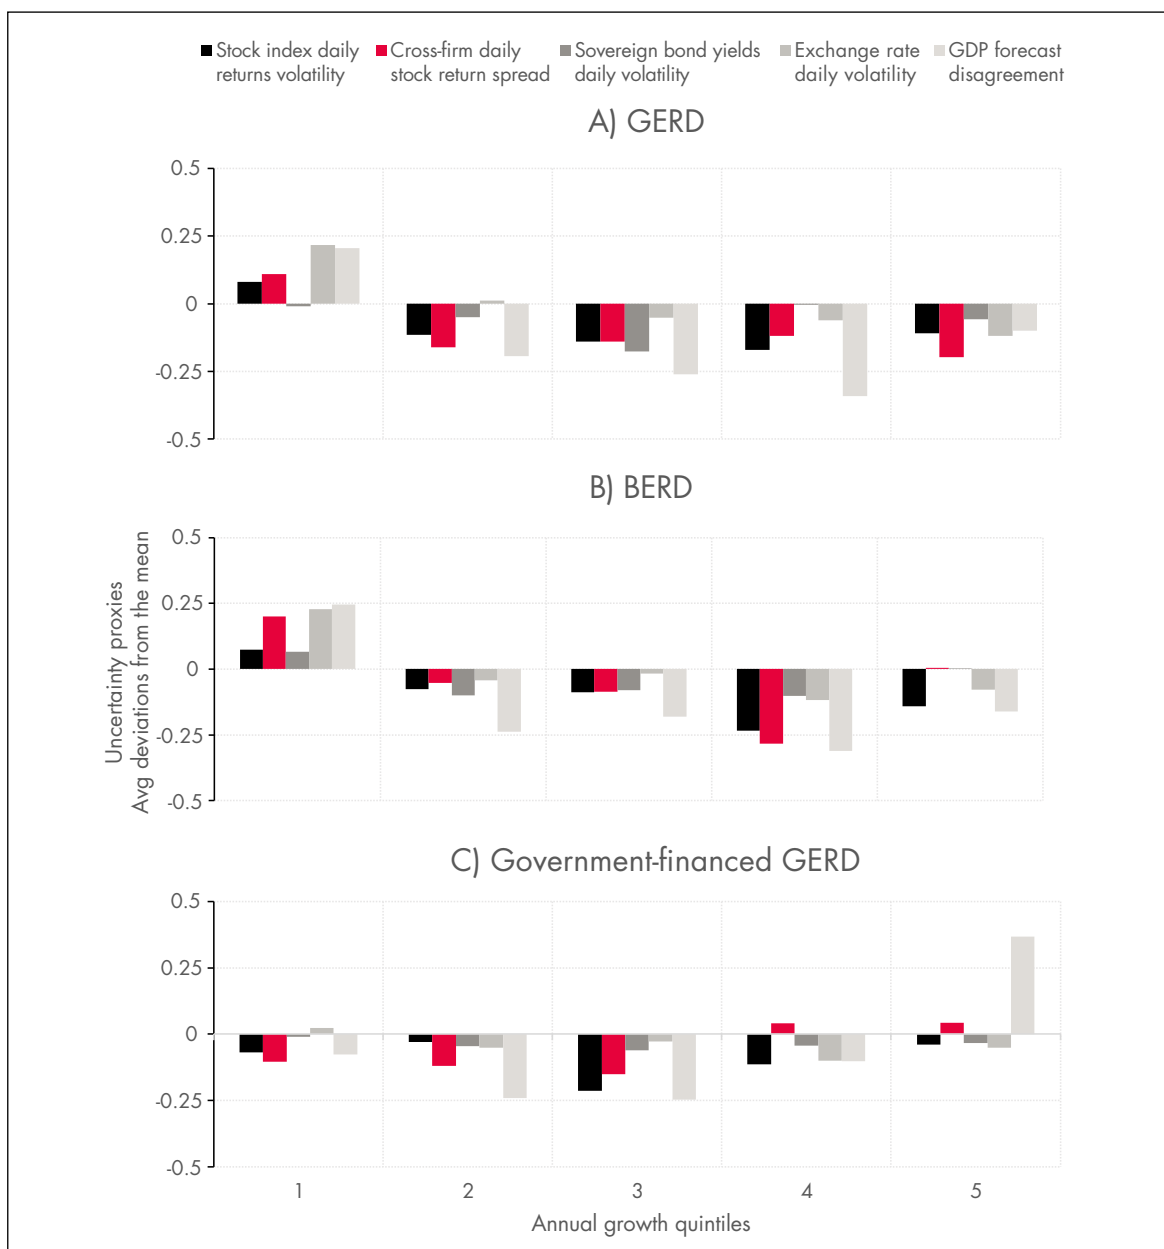 Stock index daily returns volatility
Cross-firm daily stock return spread
Sovereign bond yields daily volatility
Exchange rate daily volatility
GDP forecast disagreement
A) GERD
0.5
0.25
0
-0.25
-0.5
B) BERD
Uncertainty proxies
Avg deviations from the mean
0.5
0.25
0
-0.25
-0.5
C) Government-financed GERD
0.5
0.25
0
-0.25
-0.5
1 2 3 4 5
Annual growth quintiles